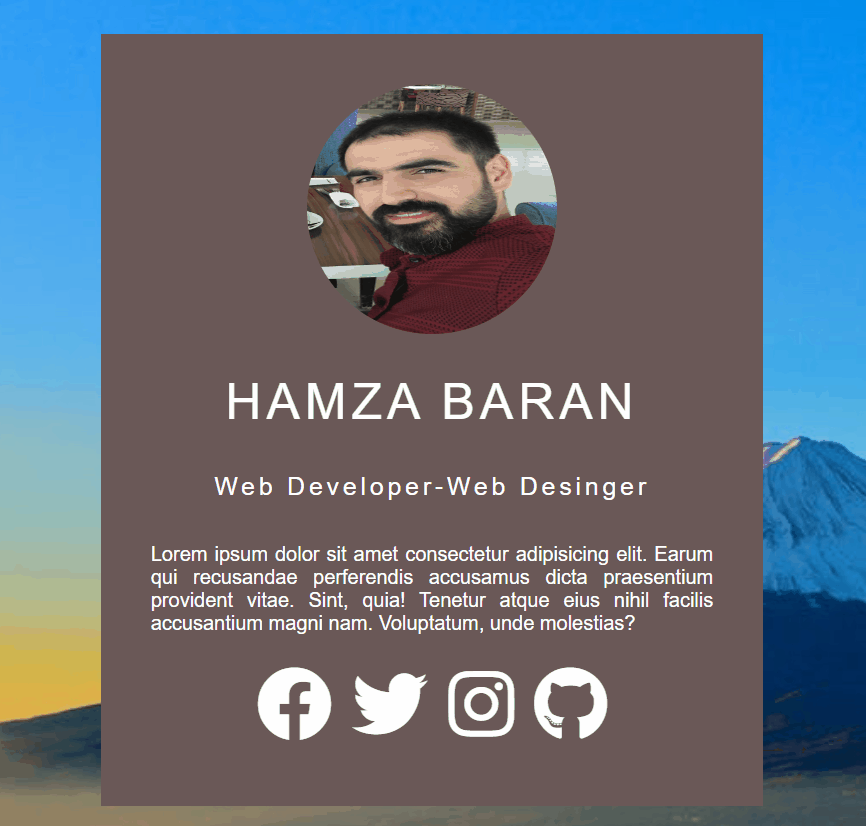 HAMZA BARAN
Web Developer-Web Desinger
Lorem ipsum dolor sit amet consectetur adipisicing elit. Earum
qui recusandae perferendis accusamus dicta praesentium
provident vitae. Sint, quia! Tenetur atque eius nihil facilis
accusantium magni nam. Voluptatum, unde molestias?